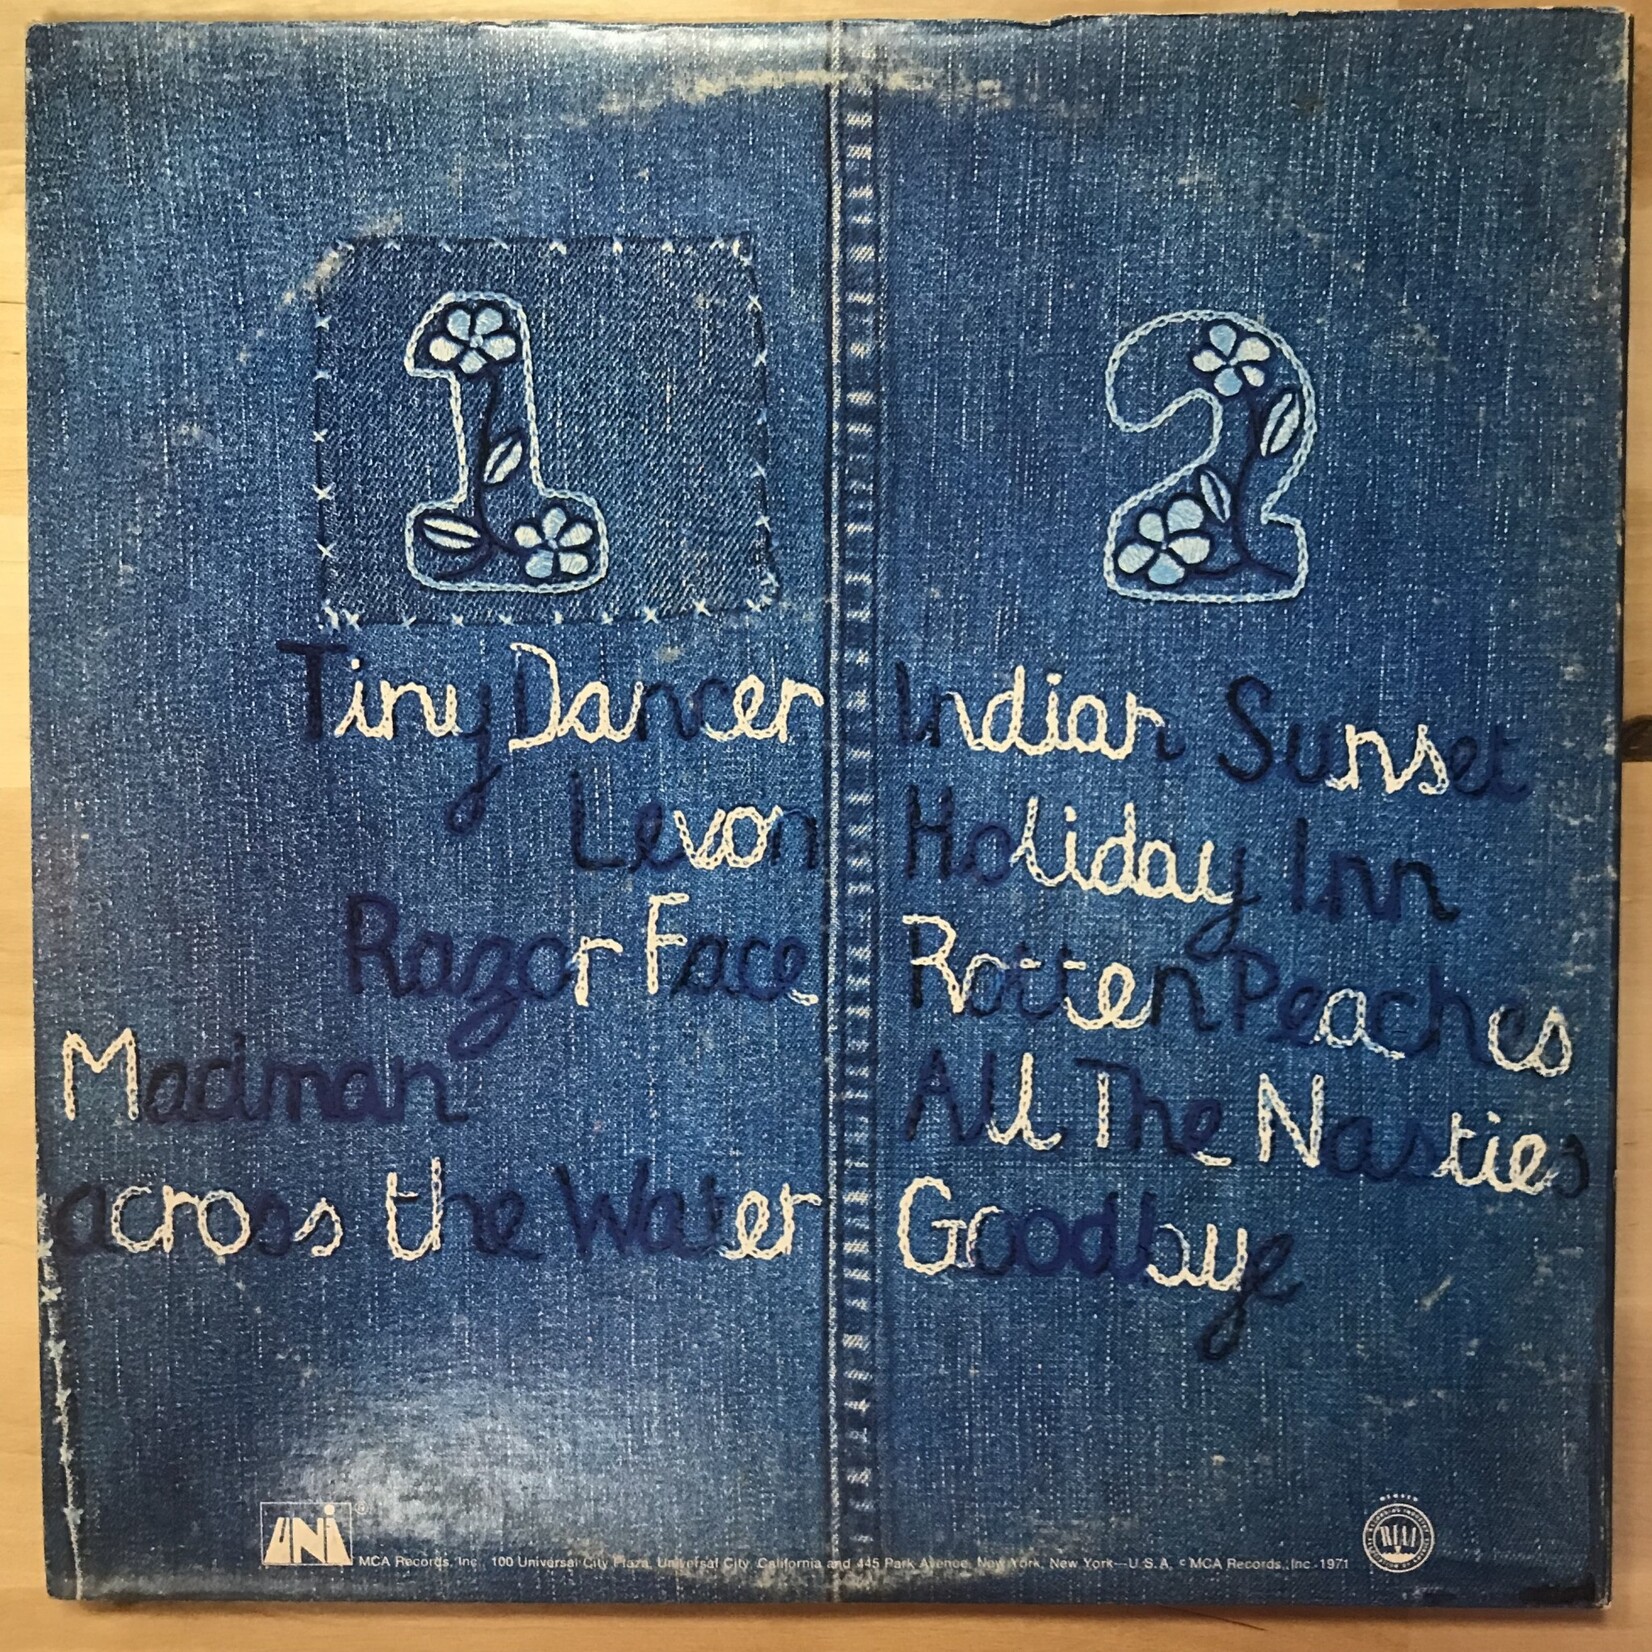 1
Tiny Dancer
Levon
Razor Face
Madman
across the Water
2
Indian Sunset
Holiday Inn
Rotten Peaches
All The Nasties
Goodbye
UNI ®
MCA Records, Inc., 100 Universal City Plaza, Universal City, California and 445 Park Avenue, New York, New York—U.S.A. © MCA Records, Inc. 1971
MEMBER
RIAA